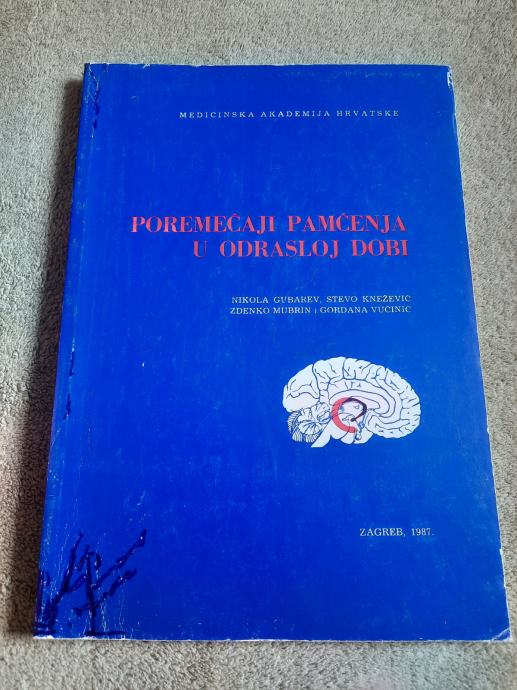 MEDICINSKA AKADEMIJA HRVATSKE
POREMEĆAJI PAMĆENJA
U ODRASLOJ DOBI
NIKOLA GUBAREV, STEVO KNEŽEVIĆ
ZDENKO MUBRIN i GORDANA VUČINIĆ
ZAGREB, 1987.